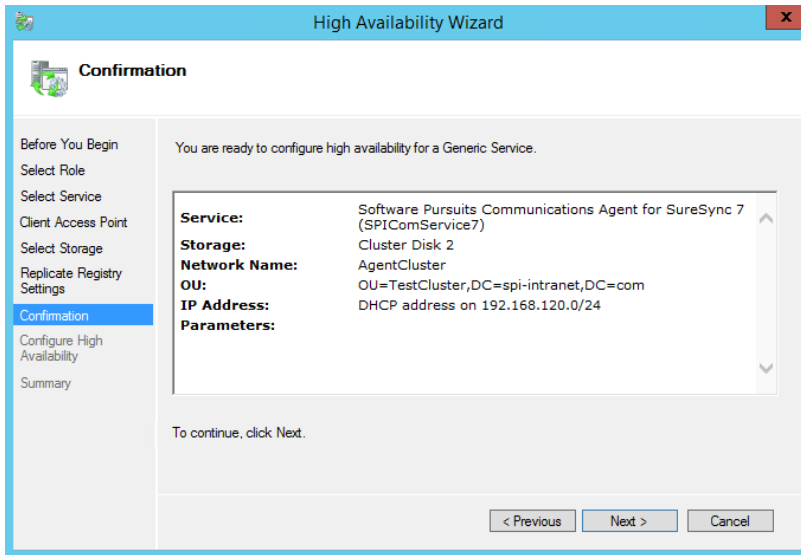 High Availability Wizard
x
Confirmation
Before You Begin
Select Role
Select Service
Client Access Point
Select Storage
Replicate Registry
Settings
Confirmation
Configure High
Availability
Summary
You are ready to configure high availability for a Generic Service.
Service: Software Pursuits Communications Agent for SureSync 7
(SPIComService7)
Storage: Cluster Disk 2
Network Name: AgentCluster
OU: OU=TestCluster,DC=spi-intranet,DC=com
IP Address: DHCP address on 192.168.120.0/24
Parameters:
To continue, click Next.
< Previous Next > Cancel